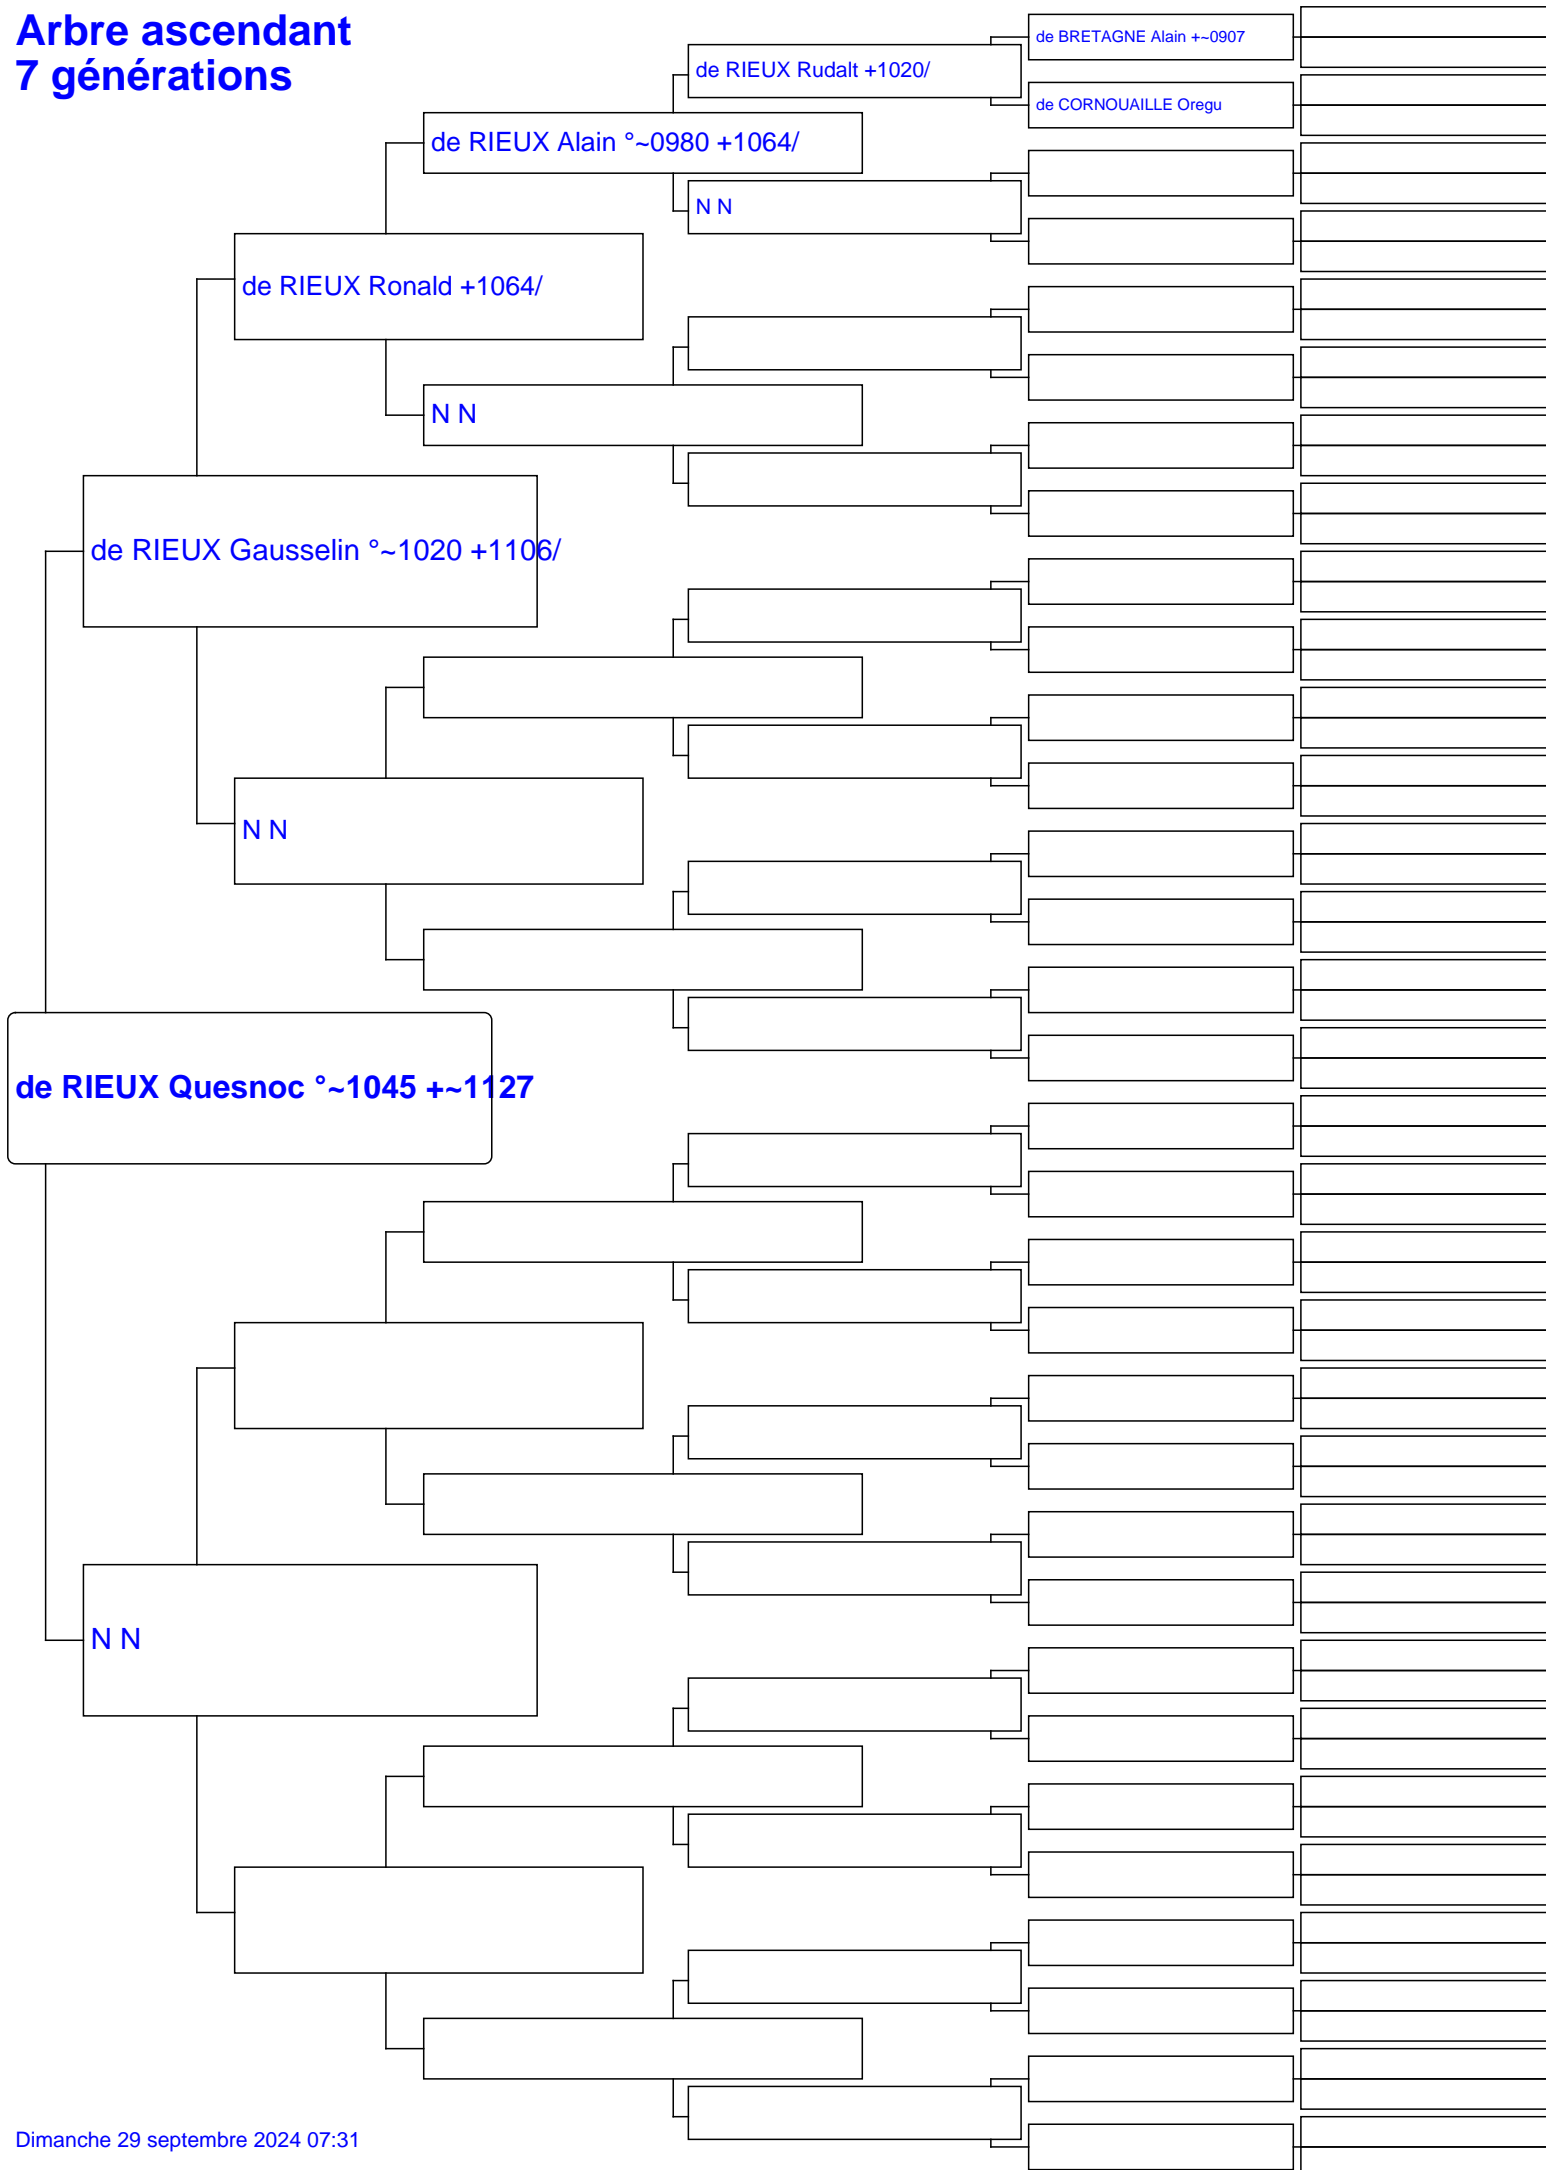 Arbre ascendant
7 générations
de BRETAGNE Alain +~0907
de RIEUX Rudalt +1020/
de CORNOUAILLE Oregu
de RIEUX Alain °~0980 +1064/
N N
de RIEUX Ronald +1064/
N N
de RIEUX Gausselin °~1020 +1106/
N N
de RIEUX Quesnoc °~1045 +~1127
N N
Dimanche 29 septembre 2024 07:31